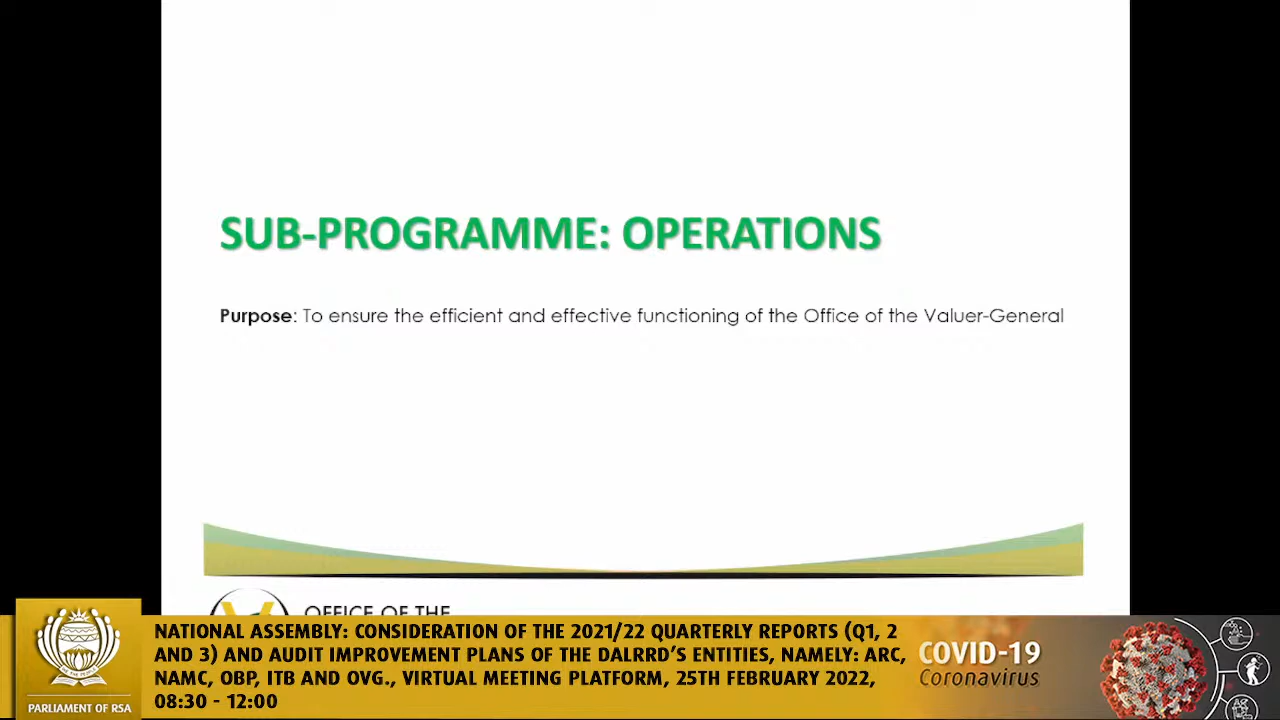 SUB-PROGRAMME: OPERATIONS
Purpose: To ensure the efficient and effective functioning of the Office of the Valuer-General
OFFICE OF THE
NATIONAL ASSEMBLY: CONSIDERATION OF THE 2021/22 QUARTERLY REPORTS (Q1, 2
AND 3) AND AUDIT IMPROVEMENT PLANS OF THE DALRRD'S ENTITIES, NAMELY: ARC,
NAMC, OBP, ITB AND OVG., VIRTUAL MEETING PLATFORM, 25TH FEBRUARY 2022,
08:30 - 12:00
PARLIAMENT OF RSA
COVID-19
Coronavirus